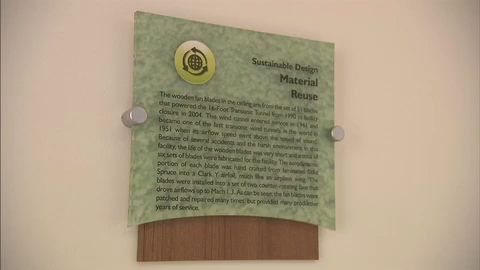 Sustainable Design
Material
Reuse
The wooden fan blades in the ceiling are from the set of
that powered the 16-Foot Transonic Tunnel from 1990 to facility
closure in 2004. This wind tunnel entered service in 1941 and
became one of the first transonic wind tunnels in the world in
1951 when its airflow speed went above the speed of sound.
Because of several accidents and the harsh environment in this
facility, the life of the wooden blades was very short and a total of
six sets of blades were fabricated for the facility. The
portion of each blade was hand crafted from laminated Sitka
Spruce into a Clark Y airfoil, much like an airplane wing. The
blades were installed into a set of two counter-rotating fans that
drove airflows up to Mach 1.3. As can be seen, the fan blades were
patched and repaired many times, but provided many productive
years of service.